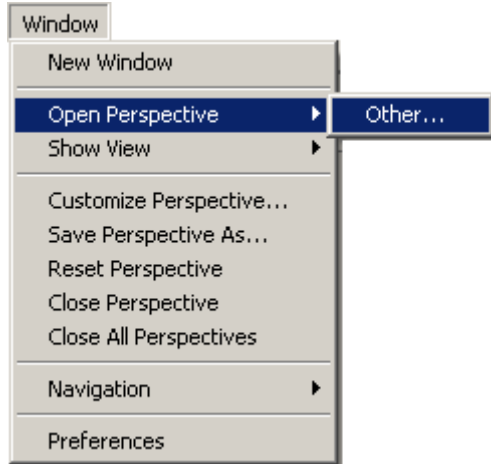 Window
New Window
Open Perspective
Other...
Show View
Customize Perspective...
Save Perspective As...
Reset Perspective
Close Perspective
Close All Perspectives
Navigation
Preferences